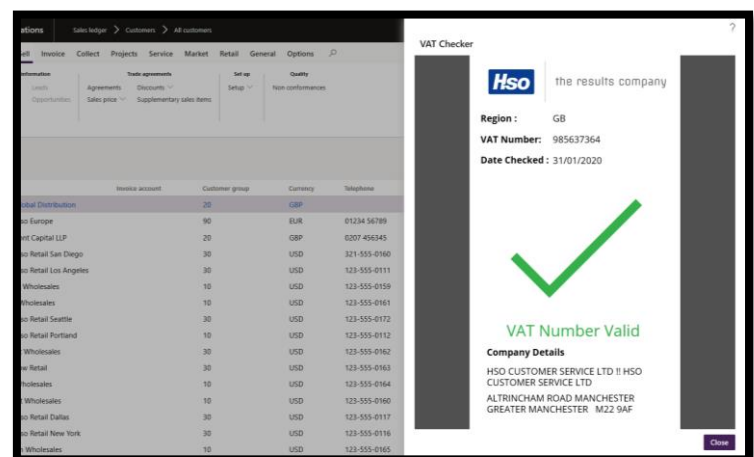 ations Sales ledger > Customers > All customers
Sell Invoice Collect Projects Service Market Retail General Options
Information Trade agreements Set up Quality
Leads Agreements Discounts Setup Non conformances
Opportunities Sales price Supplementary sales items
Invoice account Customer group Currency Telephone
obal Distribution 20 GBP
so Europe 90 EUR 01234 56789
nt Capital LLP 20 GBP 0207 456345
so Retail San Diego 30 USD 321-555-0160
so Retail Los Angeles 30 USD 123-555-0111
Wholesales 10 USD 123-555-0159
Wholesales 10 USD 123-555-0161
so Retail Seattle 30 USD 123-555-0172
so Retail Portland 10 USD 123-555-0112
Wholesales 30 USD 123-555-0162
w Retail 30 USD 123-555-0163
holesales 10 USD 123-555-0164
t Wholesales 10 USD 123-555-0160
so Retail Dallas 30 USD 123-555-0117
so Retail New York 30 USD 123-555-0116
n Wholesales 10 USD 123-555-0165
?
VAT Checker
Hso the results company
Region : GB
VAT Number: 985637364
Date Checked : 31/01/2020
VAT Number Valid
Company Details
HSO CUSTOMER SERVICE LTD !! HSO
CUSTOMER SERVICE LTD
ALTRINCHAM ROAD MANCHESTER
GREATER MANCHESTER M22 9AF
Close